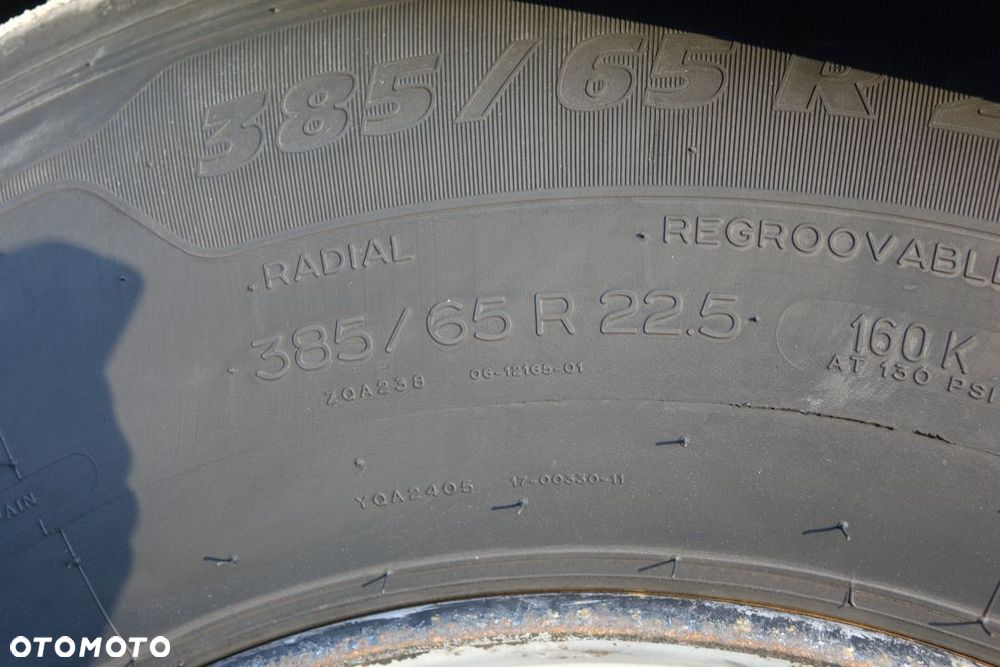 385/65 R
RADIAL
REGROOVABLE
385/65 R 22.5
160 K
AT 130 PSI
ZQA238 06-12165-01
YQA2405 17-00330-11
OTOMOTO